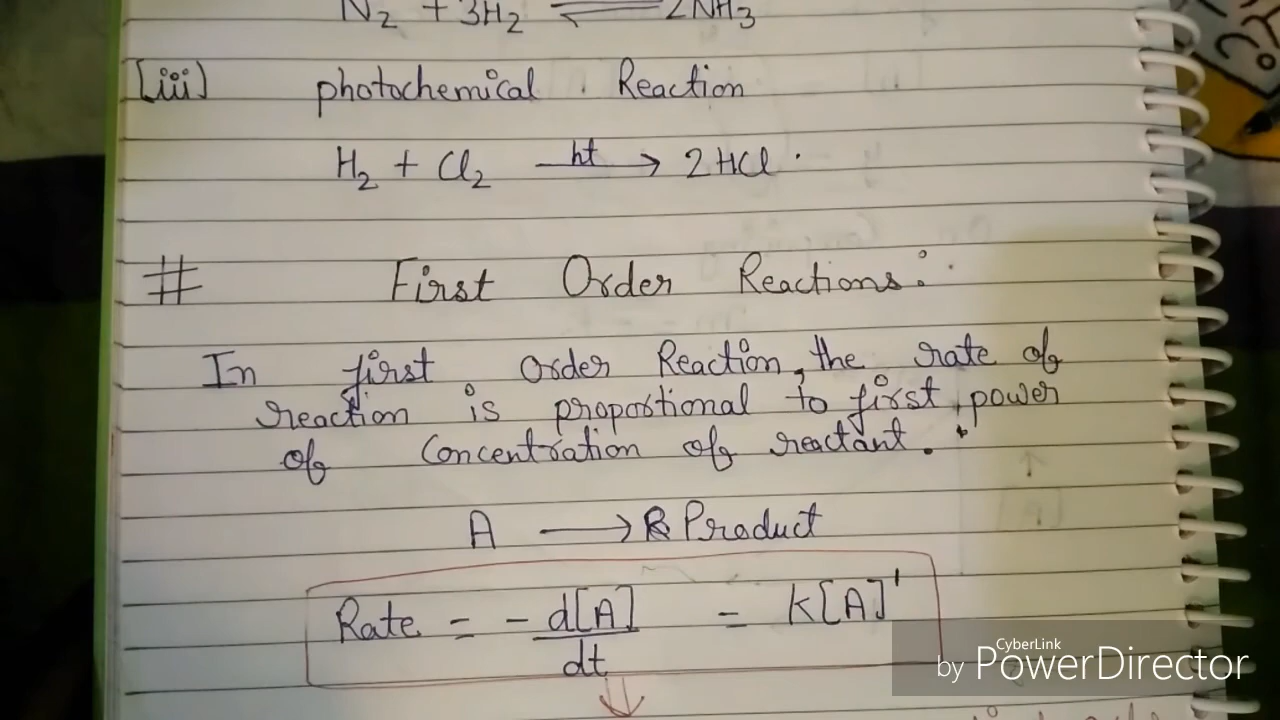 N₂ + 3H₂ ⇌ 2NH₃
[iii] photochemical Reaction
H₂ + Cl₂ —ht→ 2HCl.
# First Order Reactions:
In first Order Reaction, the rate of
reaction is proportional to first power
of Concentration of reactant.
A ⟶ Product
Rate = - d[A]/dt = K[A]¹
CyberLink
by PowerDirector